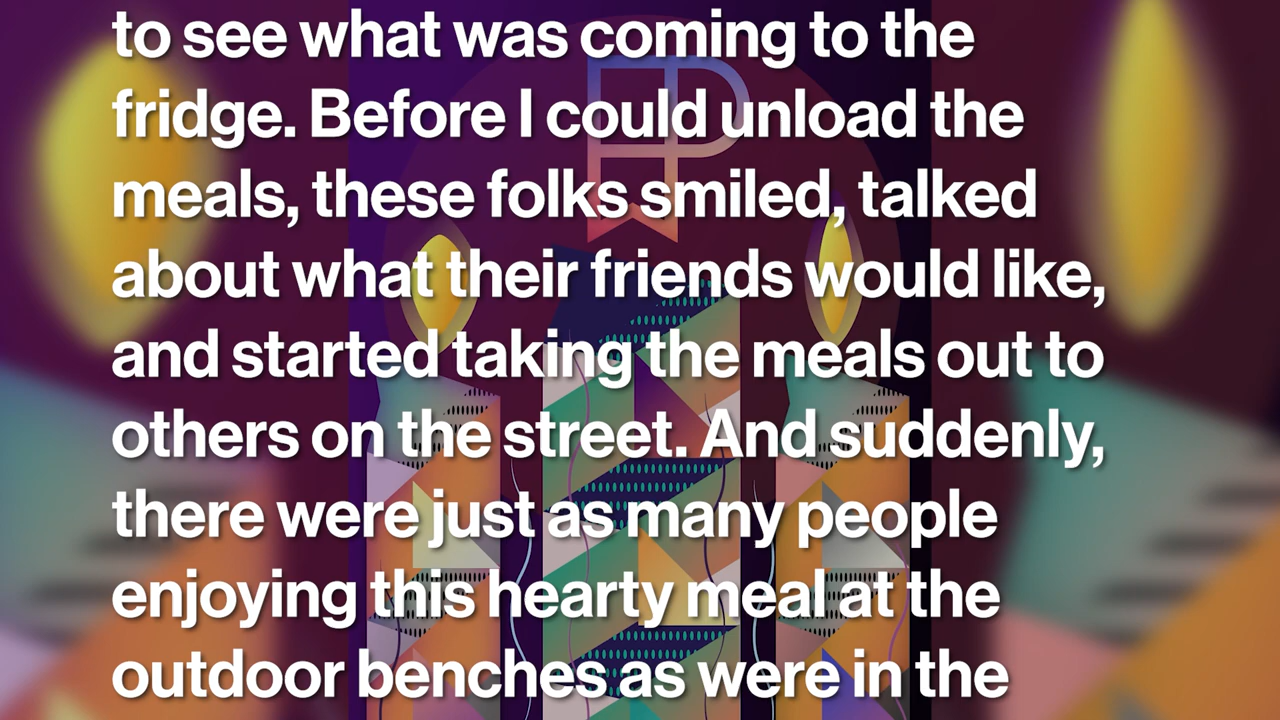 to see what was coming to the
fridge. Before I could unload the
meals, these folks smiled, talked
about what their friends would like,
and started taking the meals out to
others on the street. And suddenly,
there were just as many people
enjoying this hearty meal at the
outdoor benches as were in the